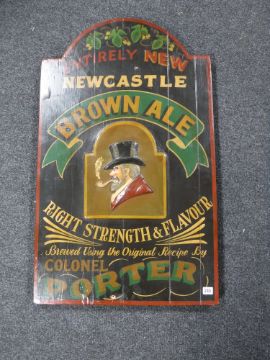 ENTIRELY NEW
NEWCASTLE
BROWN ALE
RIGHT STRENGTH & FLAVOUR
Brewed Using the Original Recipe By
COLONEL
PORTER